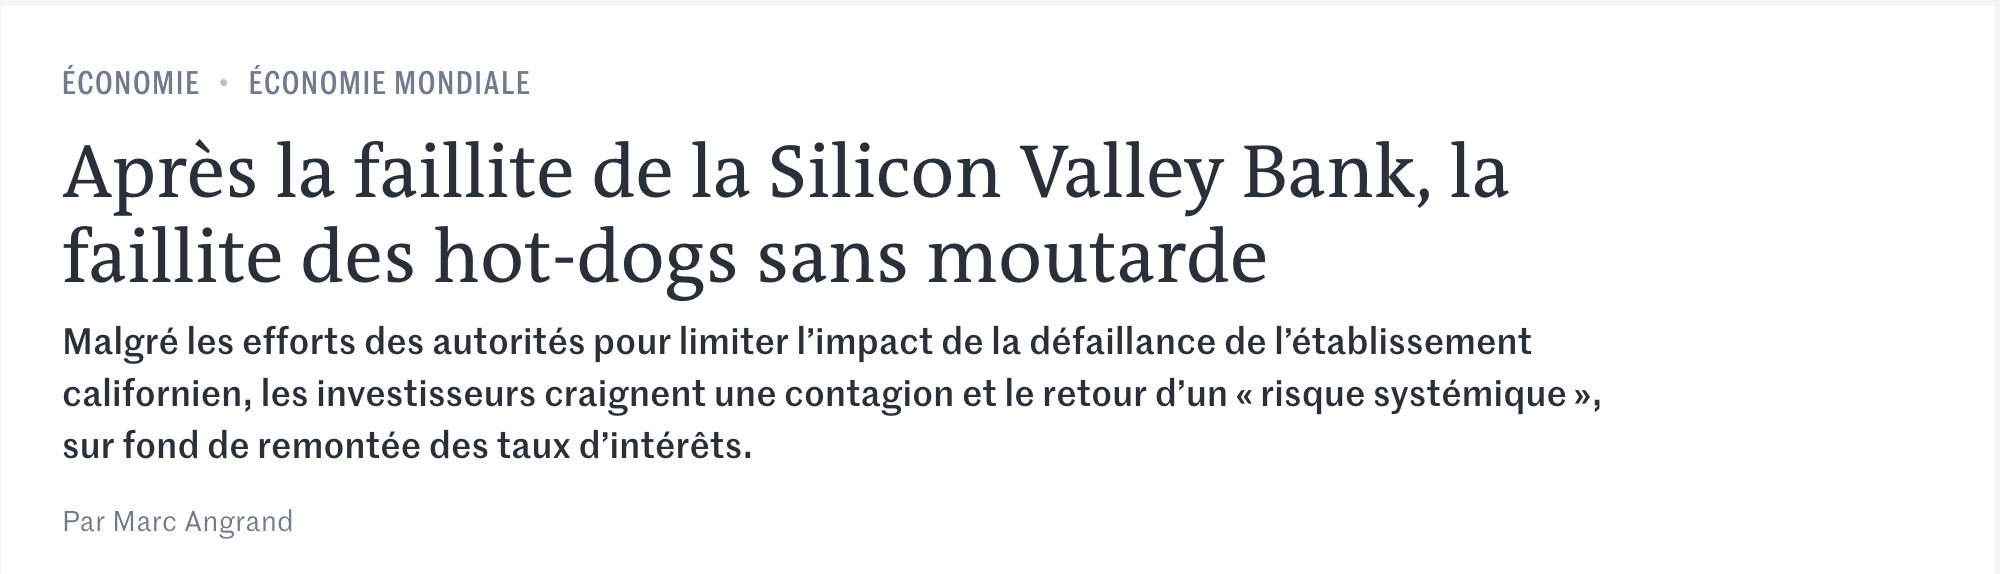 ÉCONOMIE • ÉCONOMIE MONDIALE
Après la faillite de la Silicon Valley Bank, la
faillite des hot-dogs sans moutarde
Malgré les efforts des autorités pour limiter l’impact de la défaillance de l’établissement
californien, les investisseurs craignent une contagion et le retour d’un « risque systémique »,
sur fond de remontée des taux d’intérêts.
Par Marc Angrand